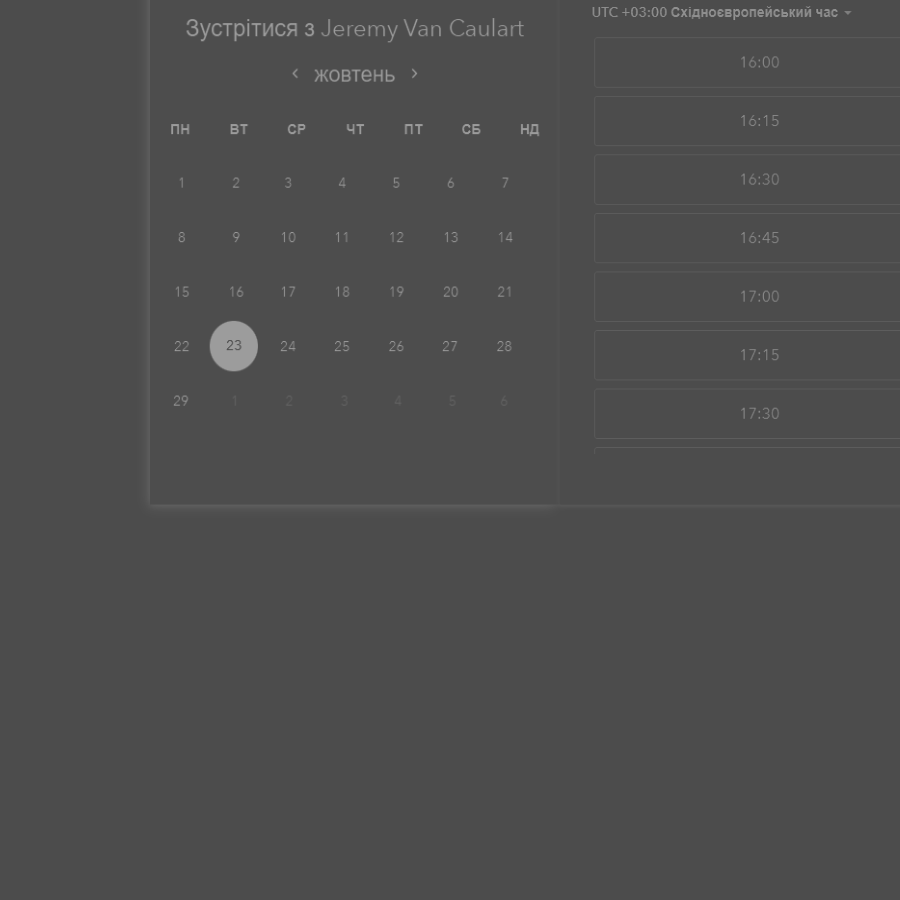 Зустрітися з Jeremy Van Caulart
жовтень
ПН ВТ СР ЧТ ПТ СБ НД
1 2 3 4 5 6 7
8 9 10 11 12 13 14
15 16 17 18 19 20 21
22 23 24 25 26 27 28
29 1 2 3 4 5 6
UTC +03:00 Східноєвропейський час
16:00
16:15
16:30
16:45
17:00
17:15
17:30